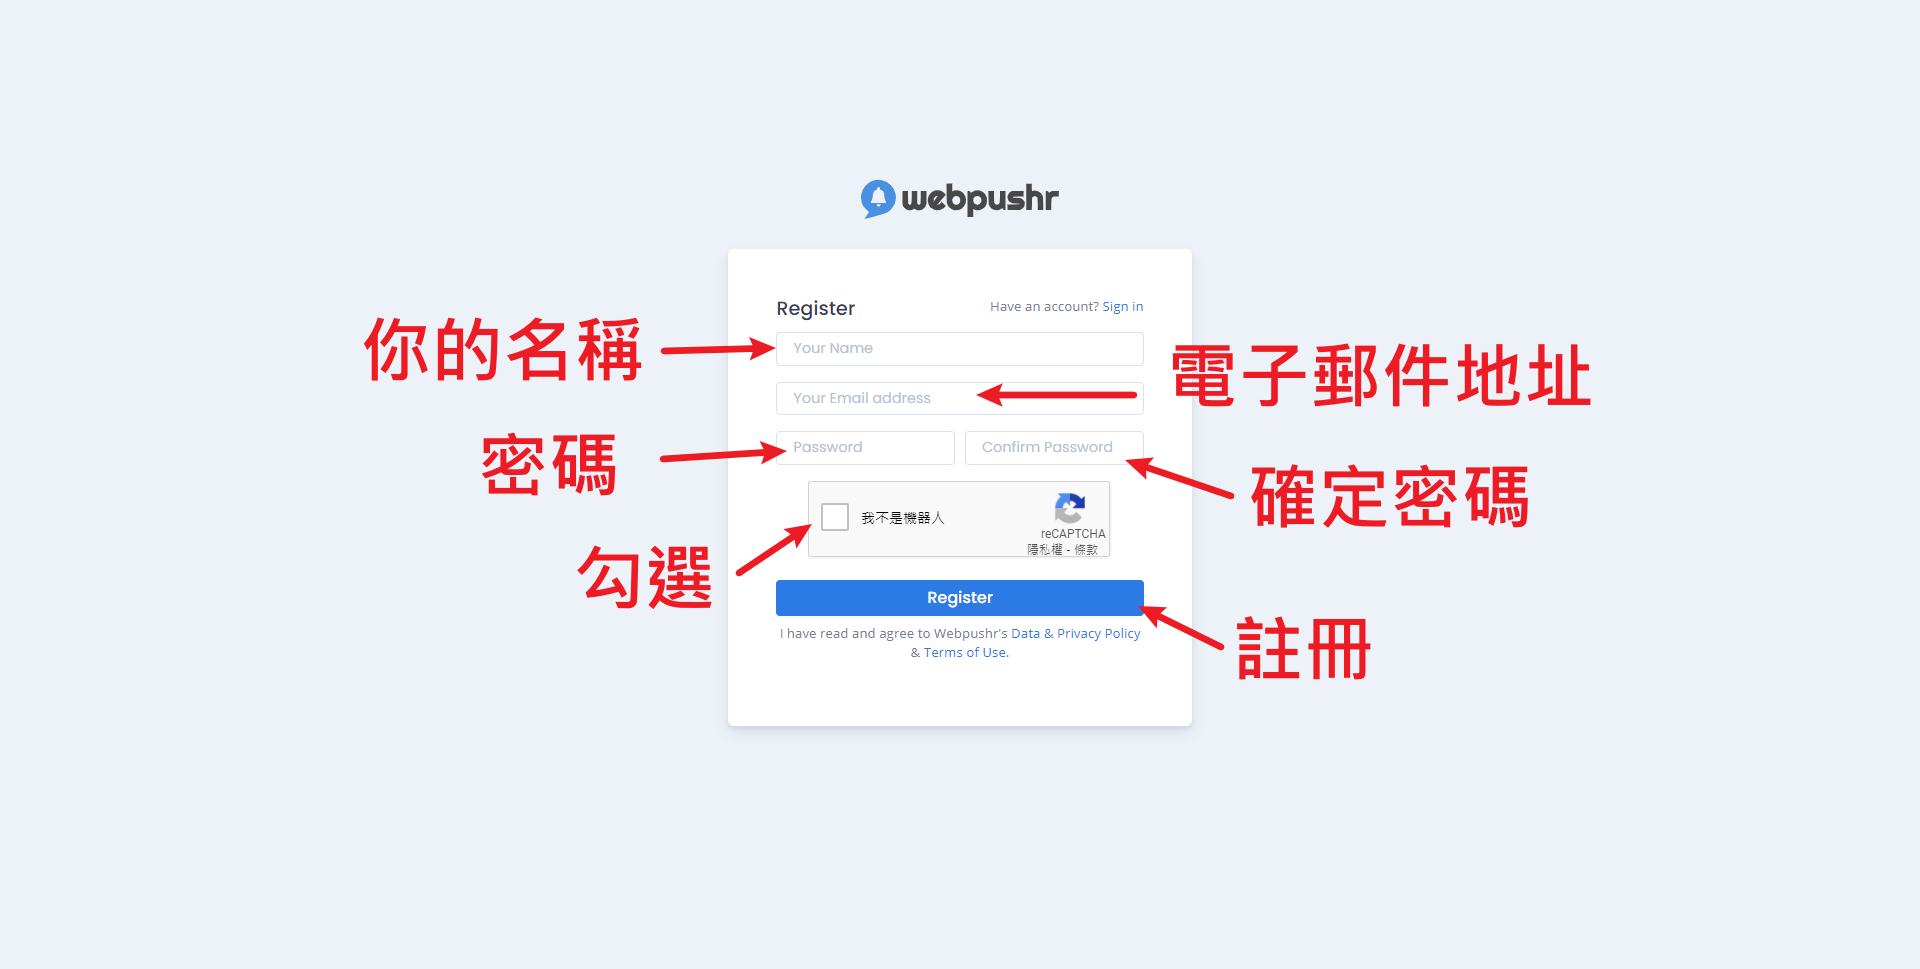 webpushr
Register
Have an account? Sign in
你的名稱
Your Name
電子郵件地址
Your Email address
密碼
Password
Confirm Password
確定密碼
勾選
我不是機器人
reCAPTCHA
隱私權 - 條款
Register
註冊
I have read and agree to Webpushr's Data & Privacy Policy
& Terms of Use.